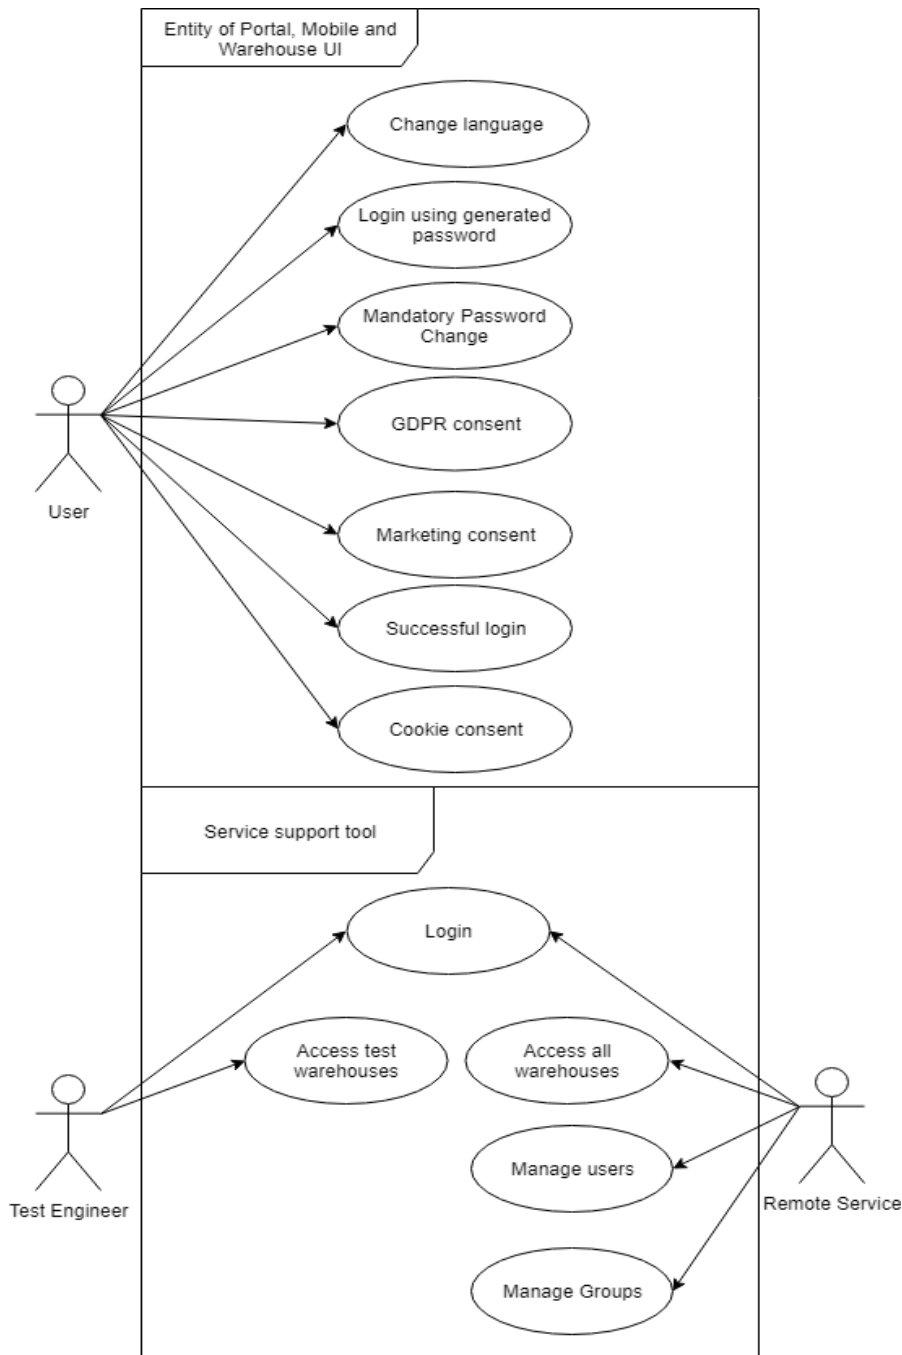 Entity of Portal, Mobile and
Warehouse UI
Change language
Login using generated
password
Mandatory Password
Change
GDPR consent
User
Marketing consent
Successful login
Cookie consent
Service support tool
Login
Access test
warehouses
Access all
warehouses
Manage users
Test Engineer
Remote Service
Manage Groups